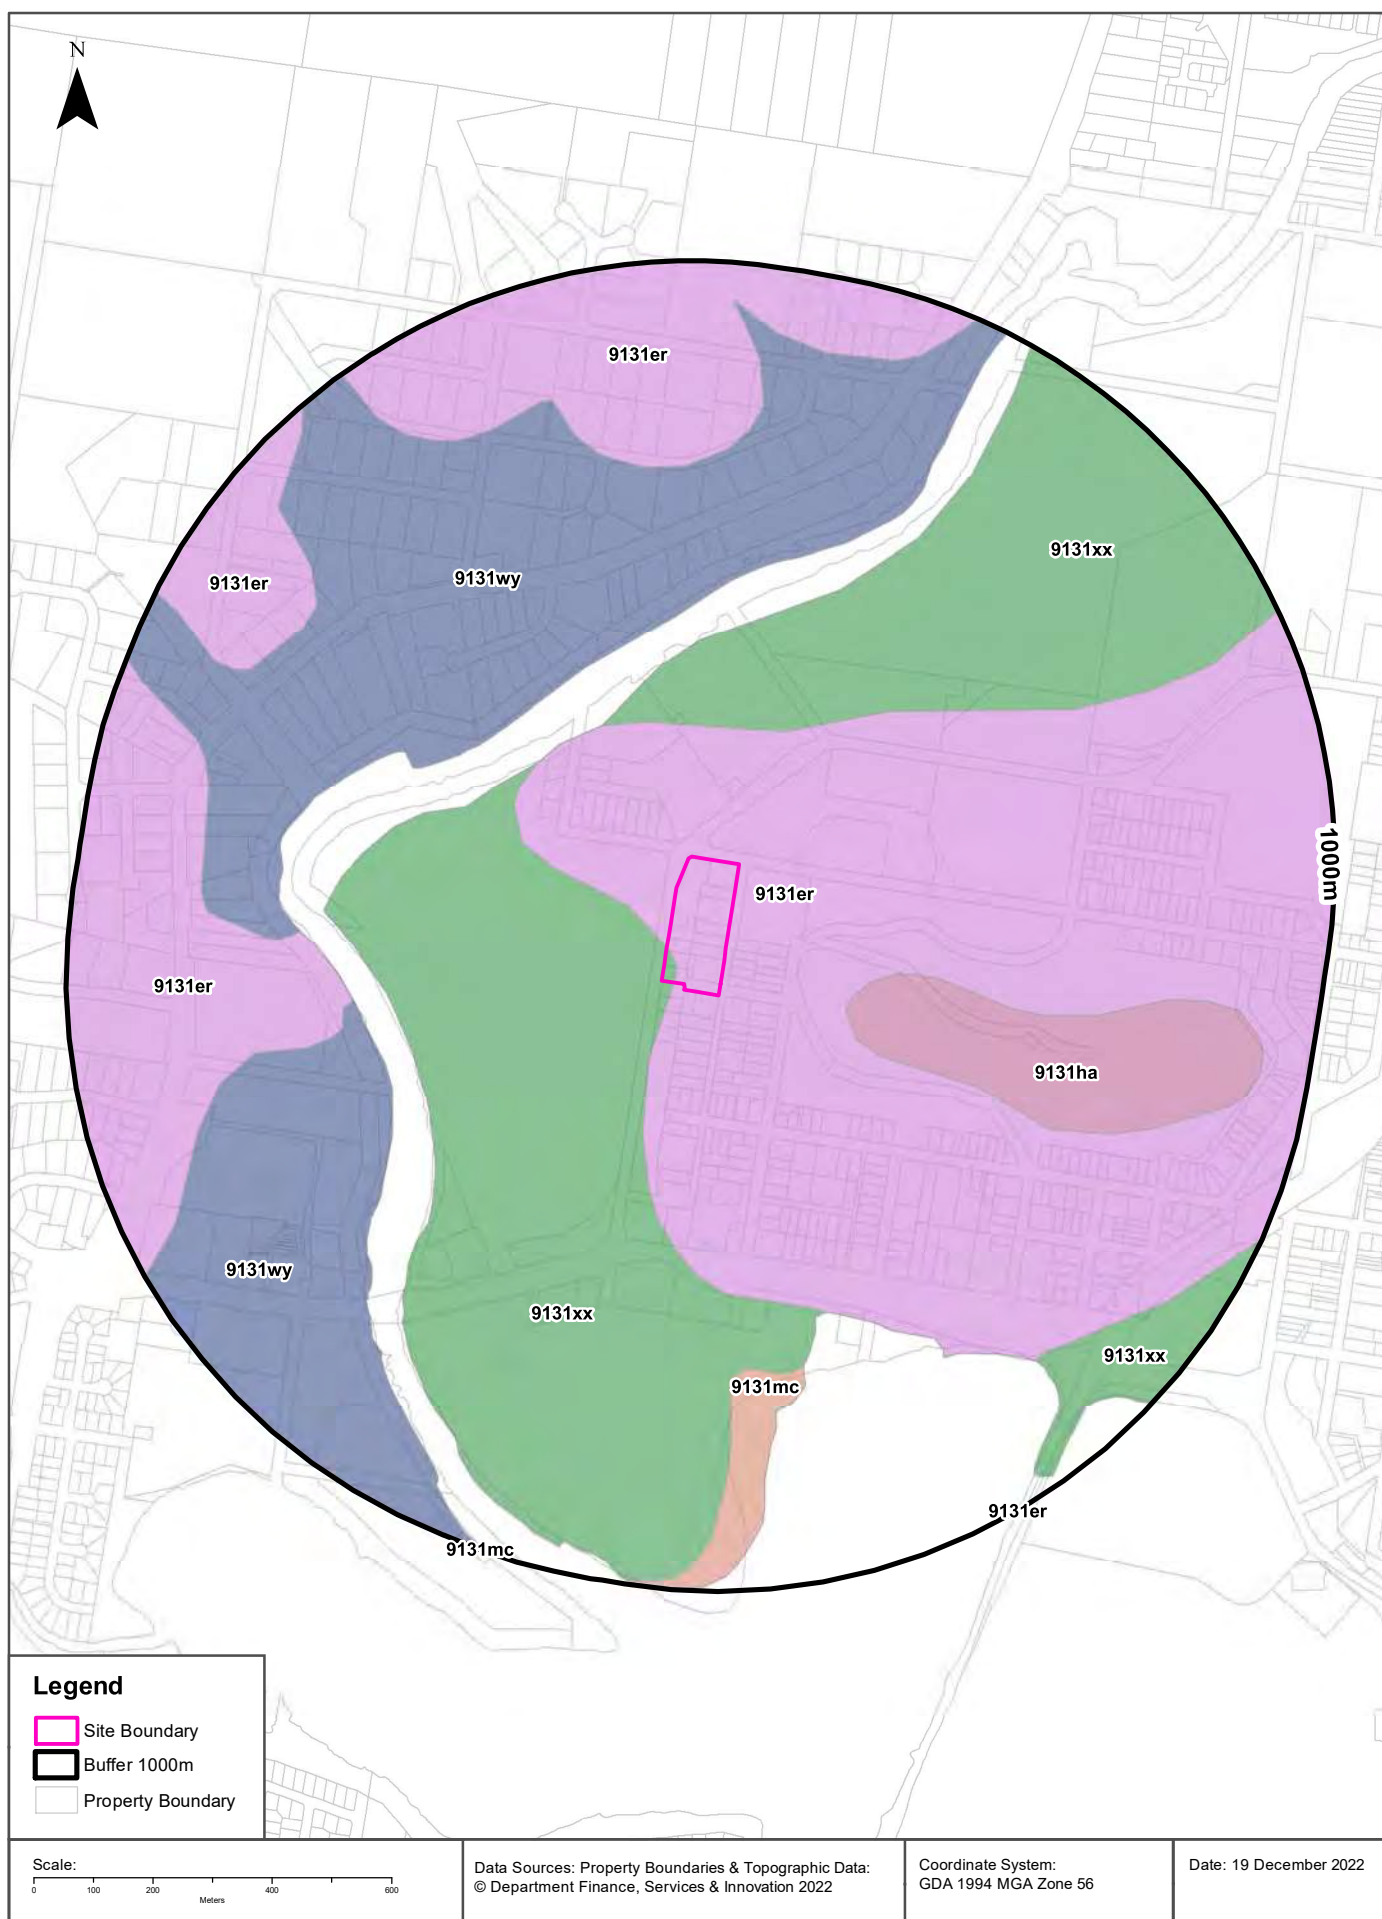 N
9131er
9131xx
9131er
9131wy
9131er
1000m
9131er
9131ha
9131wy
9131xx
9131xx
9131mc
9131er
9131mc
Legend
Site Boundary
Buffer 1000m
Property Boundary
Scale:
0 100 200 400 600
Meters
Data Sources: Property Boundaries & Topographic Data:
© Department Finance, Services & Innovation 2022
Coordinate System:
GDA 1994 MGA Zone 56
Date: 19 December 2022